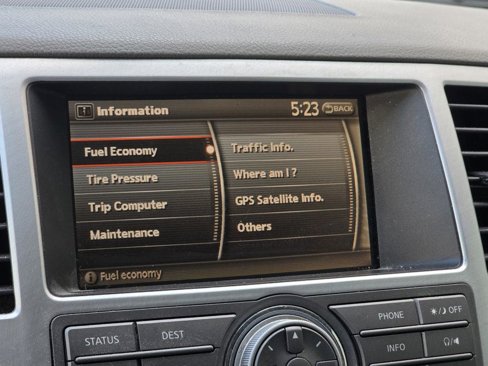 Information 5:23 BACK
Fuel Economy
Tire Pressure
Trip Computer
Maintenance
Traffic Info.
Where am I ?
GPS Satellite Info.
Others
Fuel economy
STATUS DEST PHONE OFF
INFO